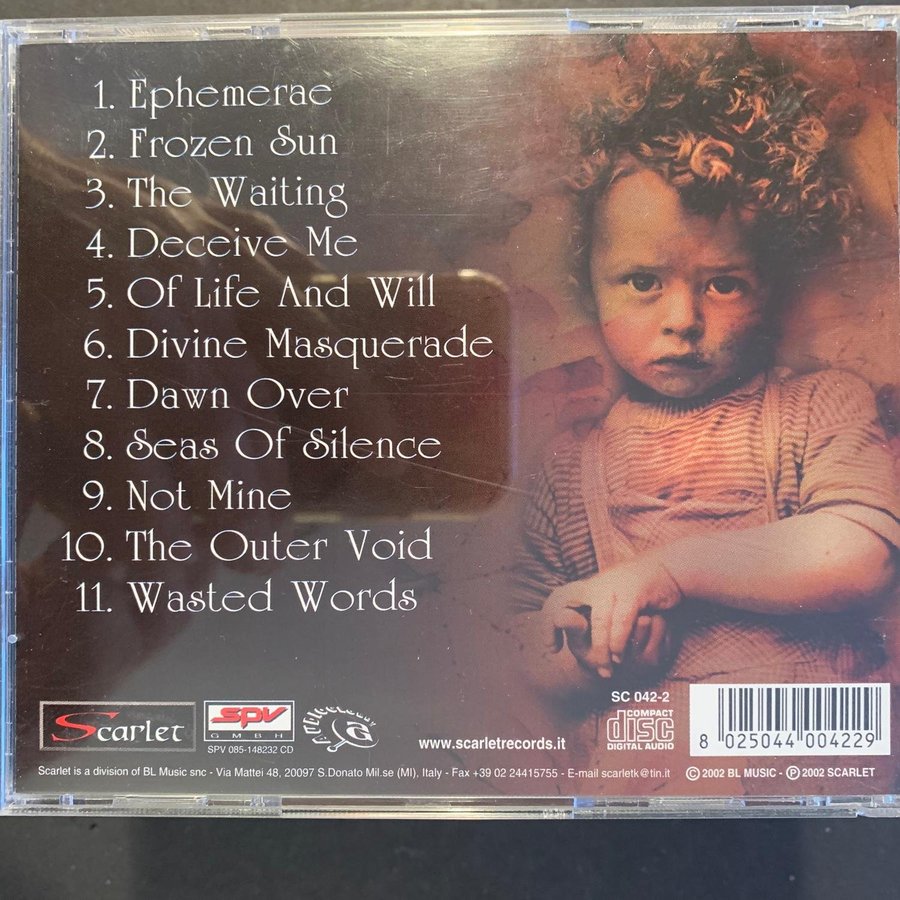 1. Ephemerae
2. Frozen Sun
3. The Waiting
4. Deceive Me
5. Of Life And Will
6. Divine Masquerade
7. Dawn Over
8. Seas Of Silence
9. Not Mine
10. The Outer Void
11. Wasted Words
SC 042-2
Scarlet
SPV
GMBH
SPV 085-148232 CD
www.scarletrecords.it
COMPACT
disc
DIGITAL AUDIO
8 025044 004229
Scarlet is a division of BL Music snc - Via Mattei 48, 20097 S.Donato Mil.se (MI), Italy - Fax +39 02 24415755 - E-mail scarletk@tin.it
© 2002 BL MUSIC - ℗ 2002 SCARLET